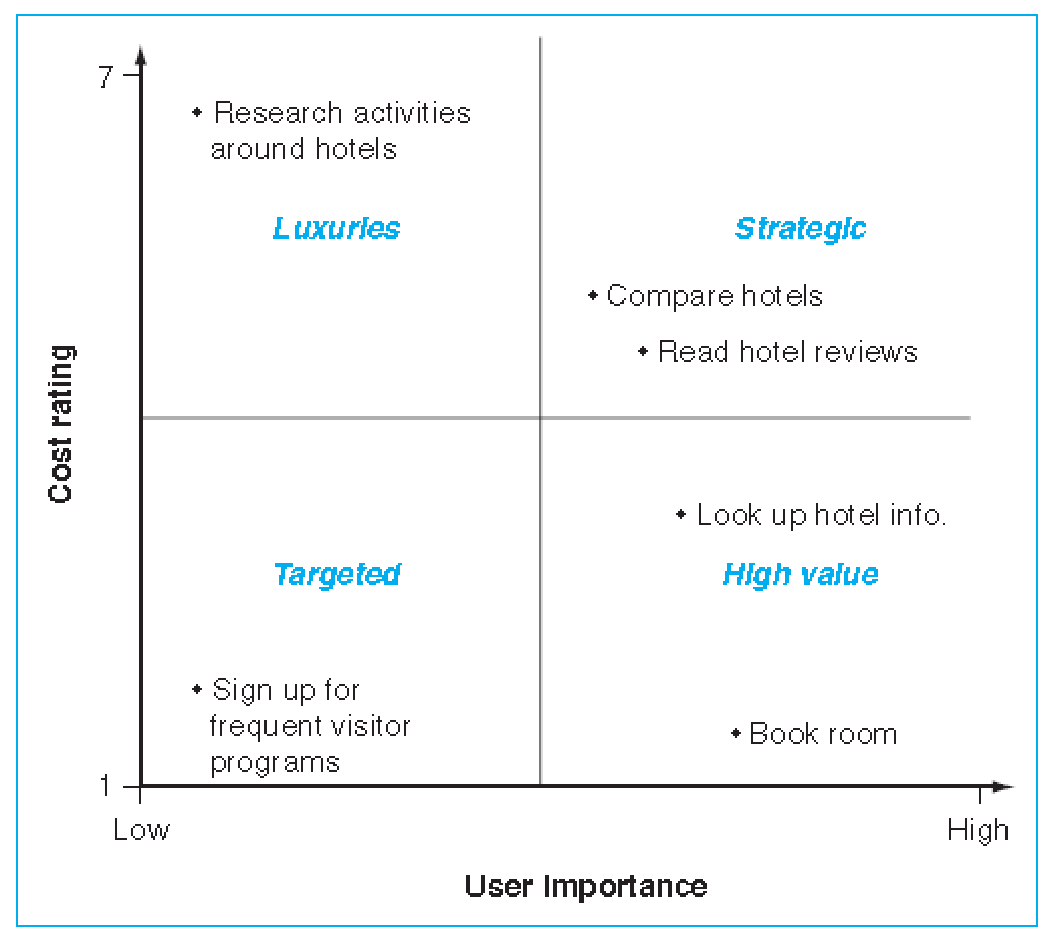 7
• Research activities
around hotels
Luxuries
Strategic
• Compare hotels
• Read hotel reviews
Cost rating
• Look up hotel info.
Targeted
High value
• Sign up for
frequent visitor
programs
• Book room
1
Low
High
User Importance